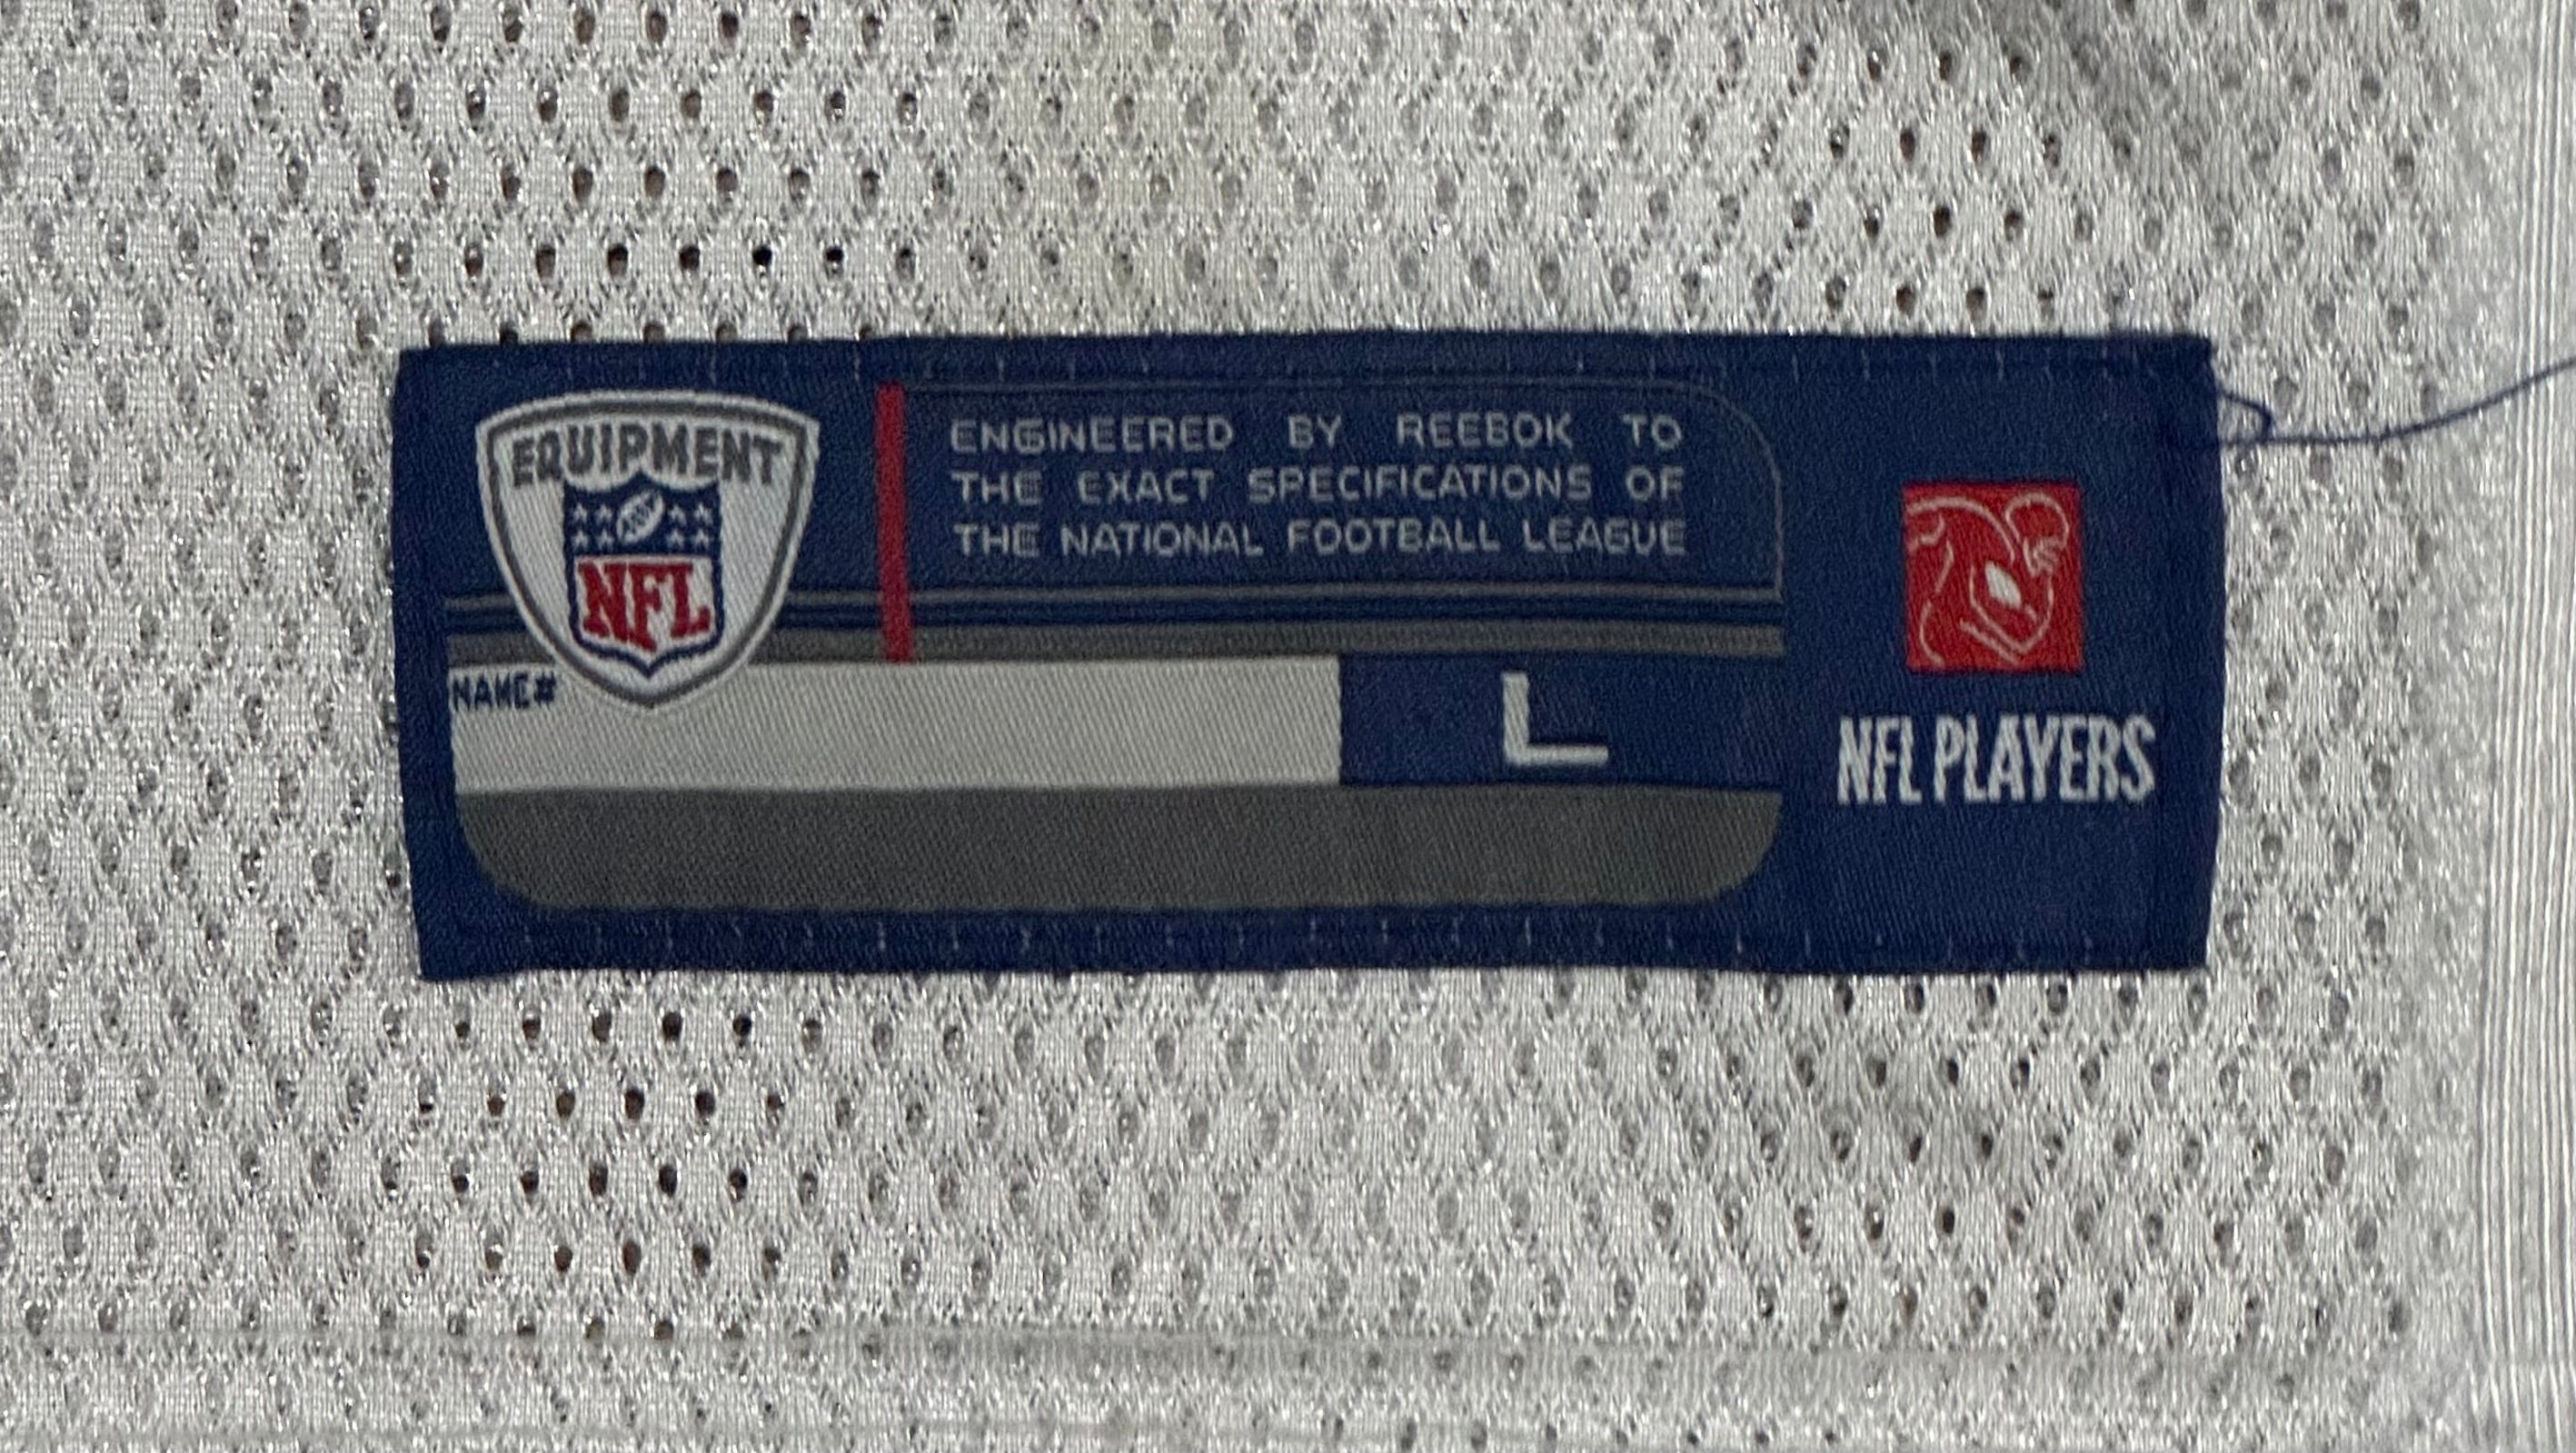 EQUIPMENT
NFL
ENGINEERED BY REEBOK TO
THE EXACT SPECIFICATIONS OF
THE NATIONAL FOOTBALL LEAGUE
NAME#
L
NFL PLAYERS